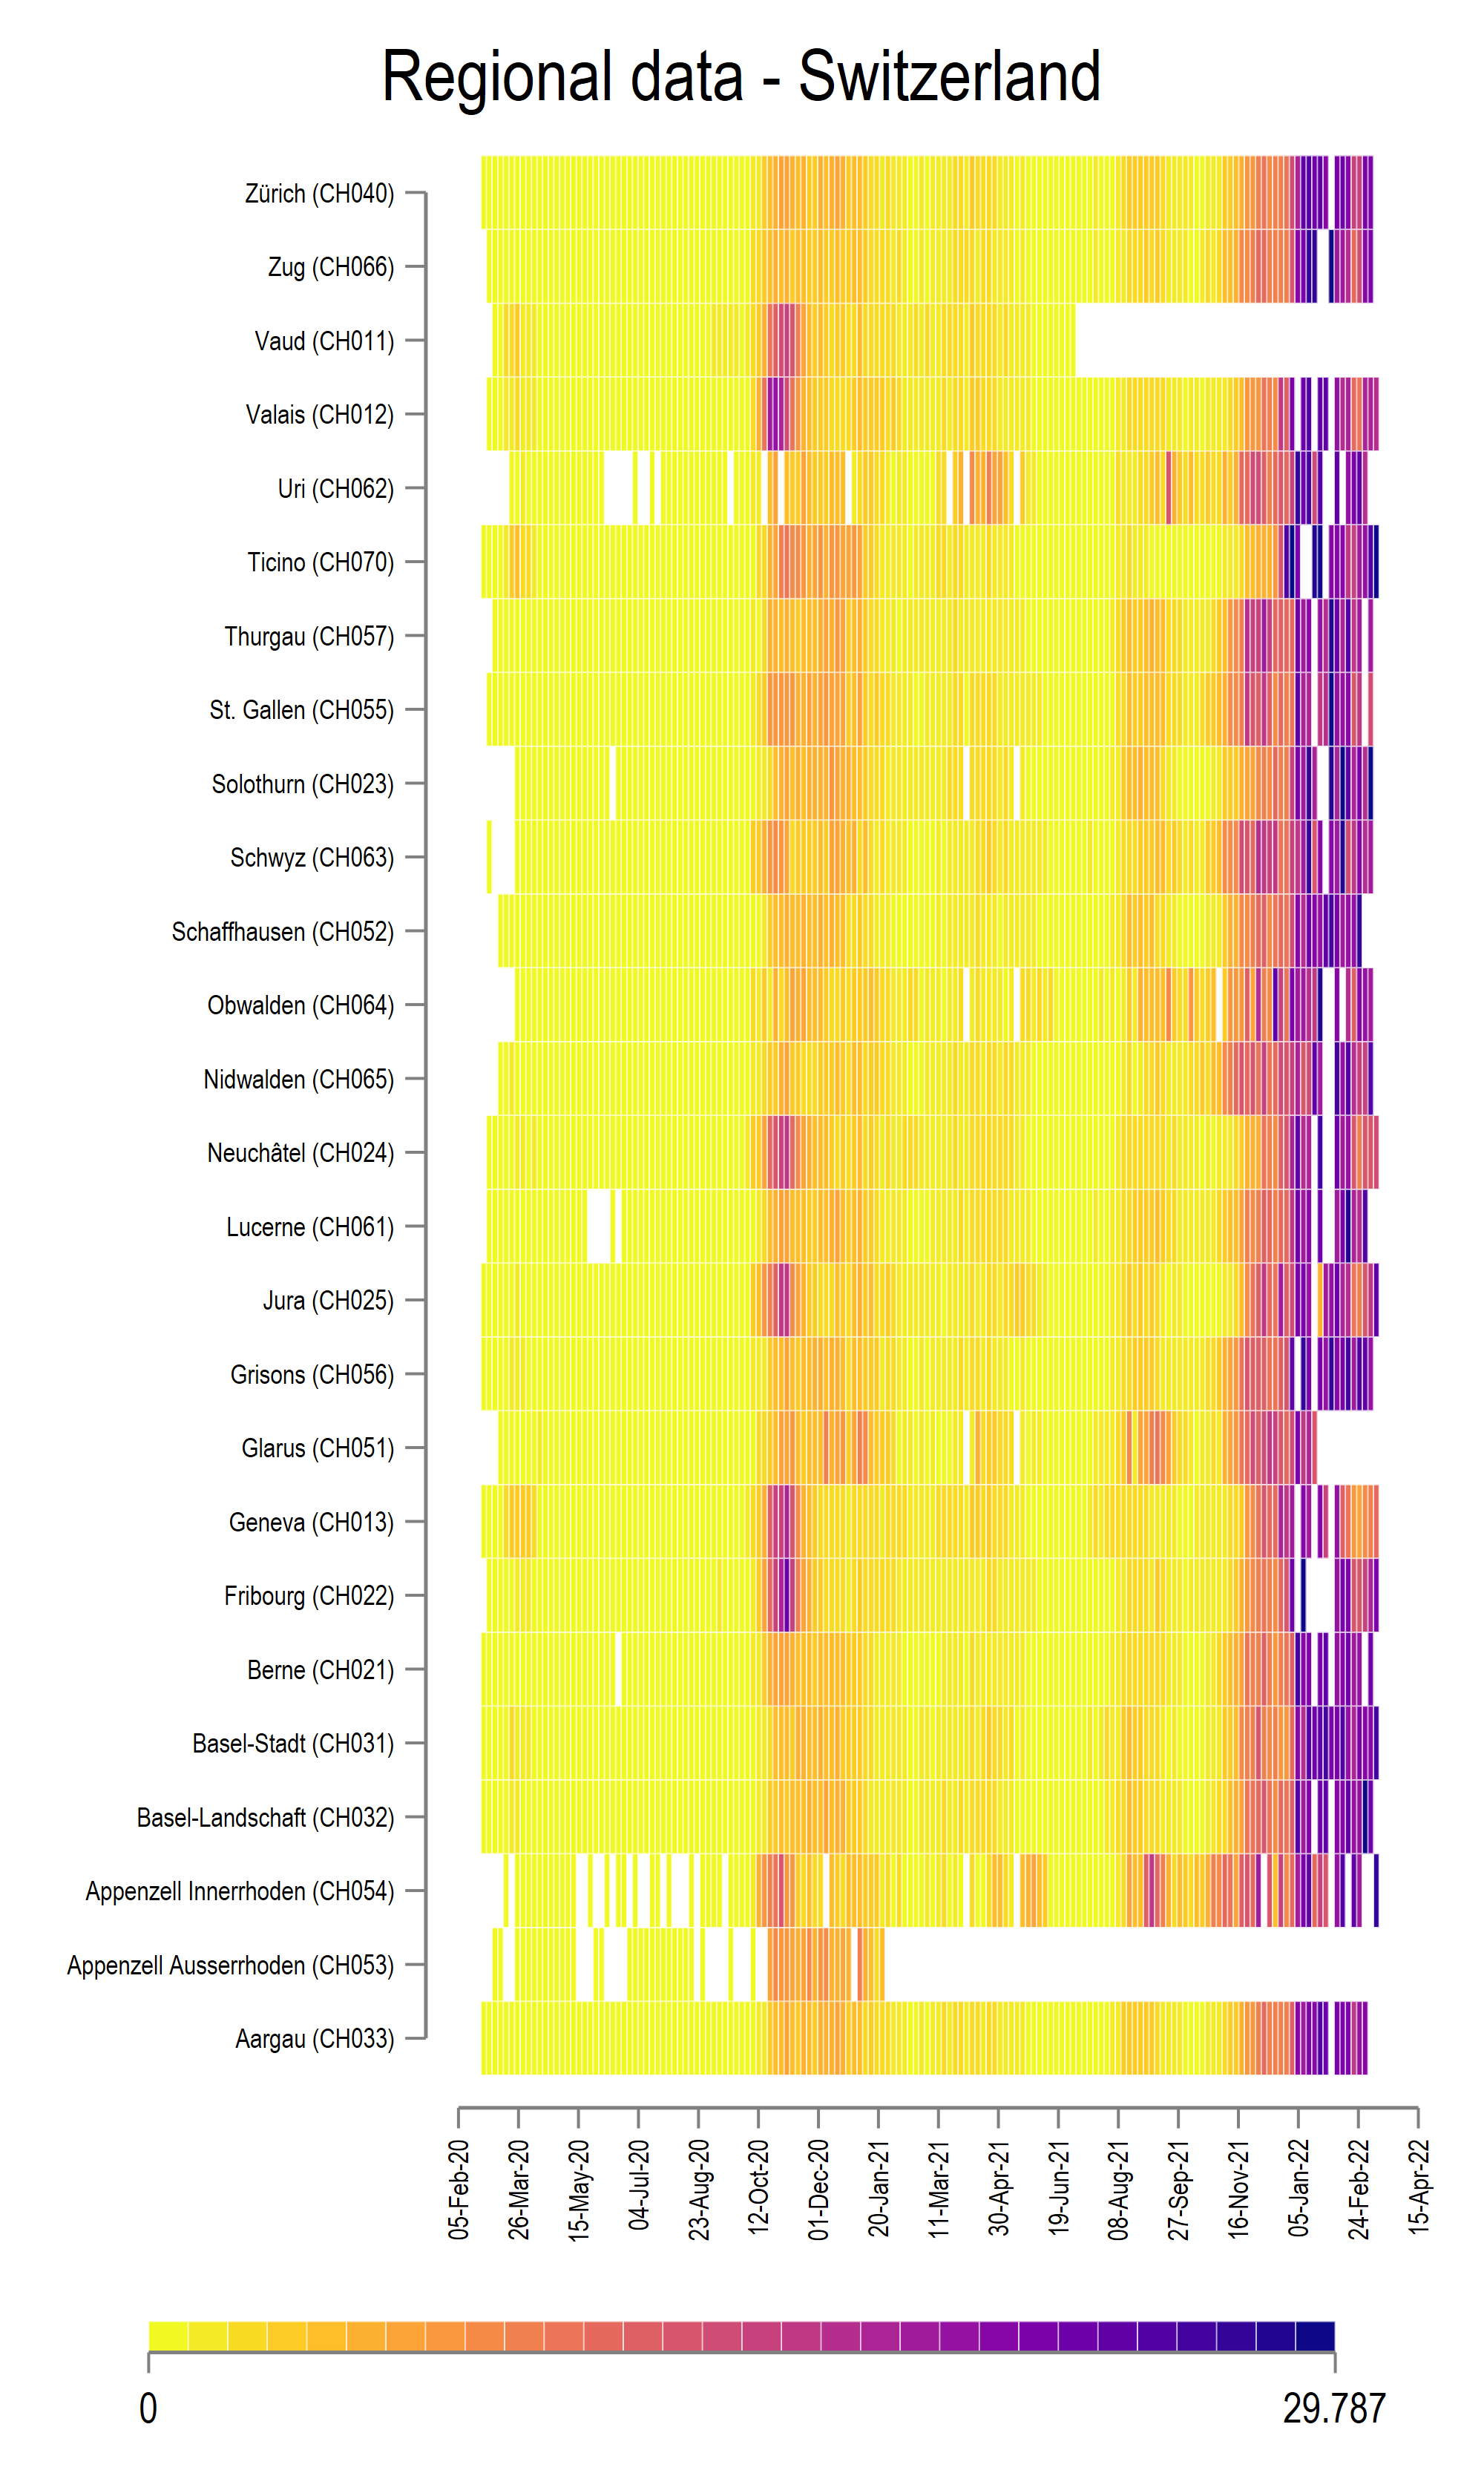 Regional data - Switzerland
Zürich (CH040)
Zug (CH066)
Vaud (CH011)
Valais (CH012)
Uri (CH062)
Ticino (CH070)
Thurgau (CH057)
St. Gallen (CH055)
Solothurn (CH023)
Schwyz (CH063)
Schaffhausen (CH052)
Obwalden (CH064)
Nidwalden (CH065)
Neuchâtel (CH024)
Lucerne (CH061)
Jura (CH025)
Grisons (CH056)
Glarus (CH051)
Geneva (CH013)
Fribourg (CH022)
Berne (CH021)
Basel-Stadt (CH031)
Basel-Landschaft (CH032)
Appenzell Innerrhoden (CH054)
Appenzell Ausserrhoden (CH053)
Aargau (CH033)
05-Feb-20
26-Mar-20
15-May-20
04-Jul-20
23-Aug-20
12-Oct-20
01-Dec-20
20-Jan-21
11-Mar-21
30-Apr-21
19-Jun-21
08-Aug-21
27-Sep-21
16-Nov-21
05-Jan-22
24-Feb-22
15-Apr-22
0
29.787